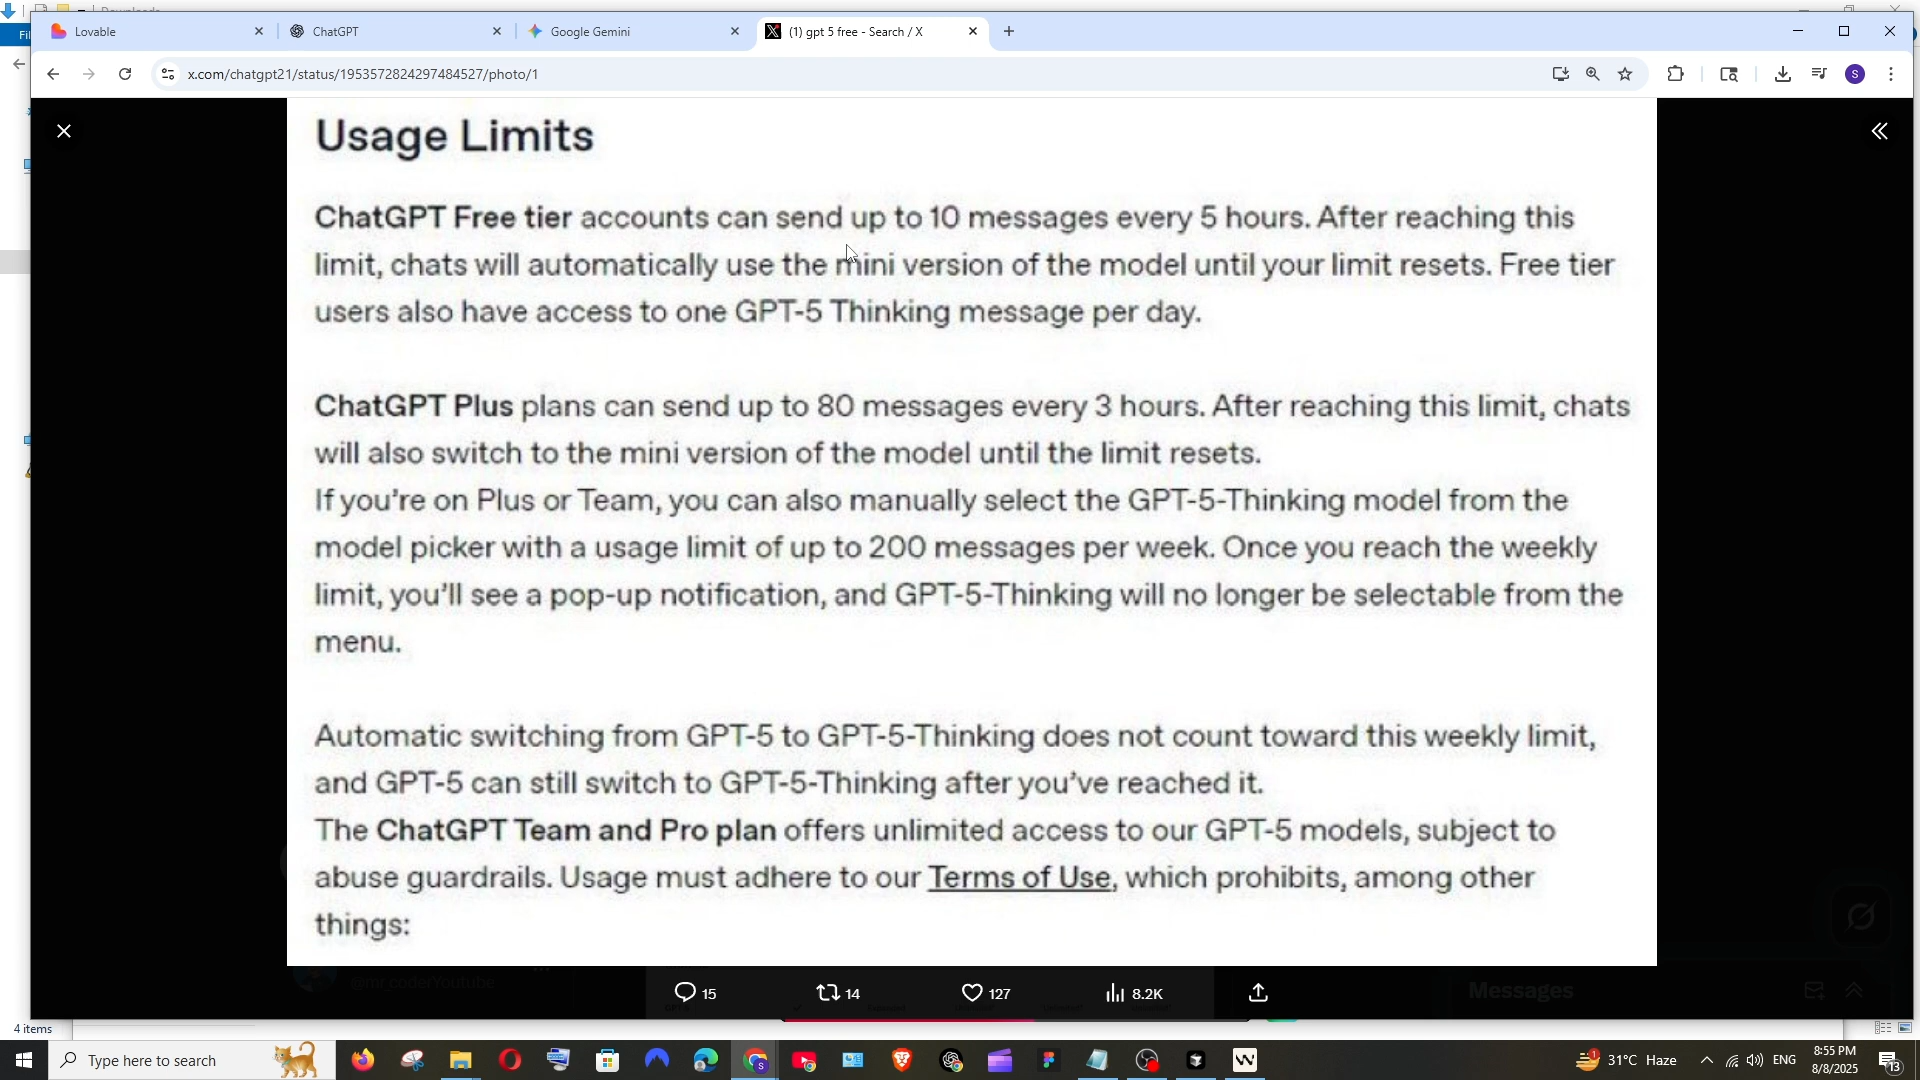 Downloads
Lovable
ChatGPT
Google Gemini
(1) gpt 5 free - Search / X
x.com/chatgpt21/status/1953572824297484527/photo/1
S
Usage Limits
ChatGPT Free tier accounts can send up to 10 messages every 5 hours. After reaching this
limit, chats will automatically use the mini version of the model until your limit resets. Free tier
users also have access to one GPT-5 Thinking message per day.
ChatGPT Plus plans can send up to 80 messages every 3 hours. After reaching this limit, chats
will also switch to the mini version of the model until the limit resets.
If you're on Plus or Team, you can also manually select the GPT-5-Thinking model from the
model picker with a usage limit of up to 200 messages per week. Once you reach the weekly
limit, you'll see a pop-up notification, and GPT-5-Thinking will no longer be selectable from the
menu.
Automatic switching from GPT-5 to GPT-5-Thinking does not count toward this weekly limit,
and GPT-5 can still switch to GPT-5-Thinking after you've reached it.
The ChatGPT Team and Pro plan offers unlimited access to our GPT-5 models, subject to
abuse guardrails. Usage must adhere to our Terms of Use, which prohibits, among other
things:
@mr.coderYoutube
15
14
127
8.2K
Messages
4 items
Type here to search
31°C Haze
ENG
8:55 PM
8/8/2025
13